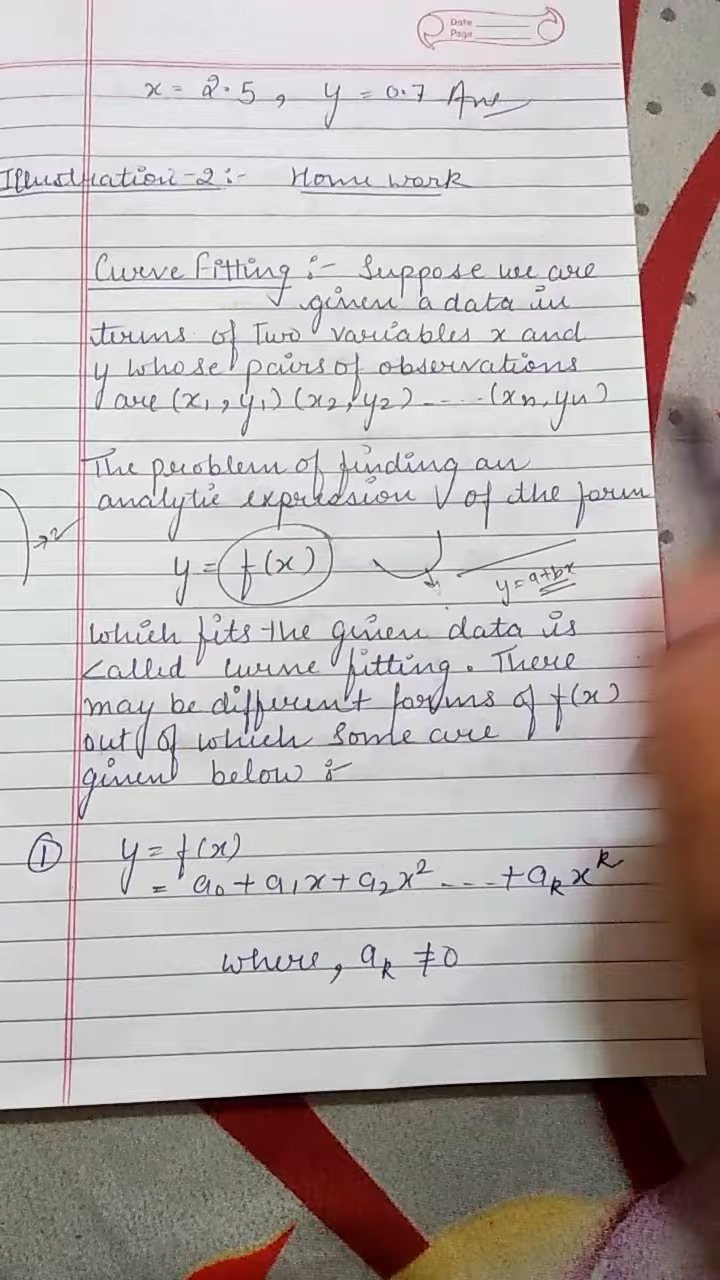 Date
Page
x = 2.5, y = 0.7 Ans
Illustration-2:- Home work
Curve Fitting :- Suppose we are
given a data in
terms of Two variables x and
y whose pairs of observations
are (x₁, y₁) (x₂, y₂) ---- (xn, yn)
The problem of finding an
analytic expression of the form
→2
y = f(x)
y = a+bx
which fits the given data is
called curve fitting. There
may be different forms of f(x)
out of which some are
given below :-
① y = f(x)
= a₀ + a₁x + a₂x² --- + aₖxᵏ
where, aₖ ≠ 0